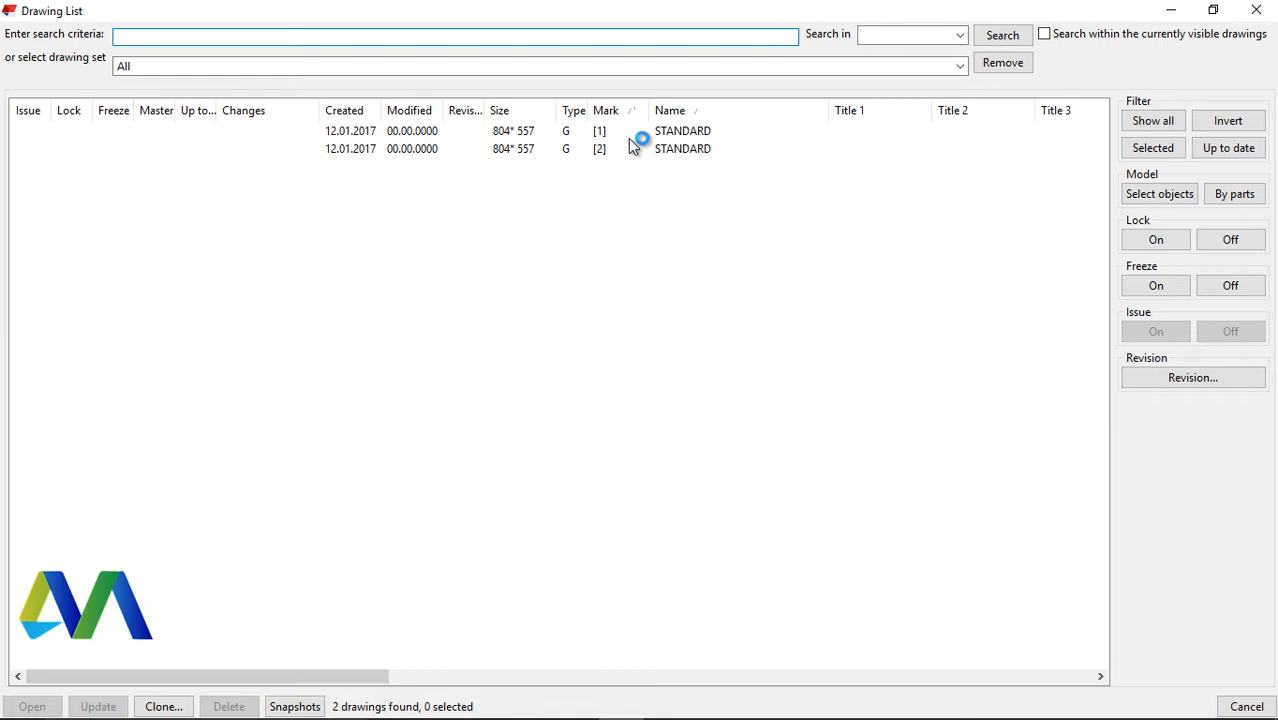 Drawing List
Enter search criteria: Search in Search Search within the currently visible drawings
or select drawing set All Remove
Issue Lock Freeze Master Up to... Changes Created Modified Revis... Size Type Mark Name Title 1 Title 2 Title 3
12.01.2017 00.00.0000 804* 557 G [1] STANDARD
12.01.2017 00.00.0000 804* 557 G [2] STANDARD
Filter
Show all Invert
Selected Up to date
Model
Select objects By parts
Lock
On Off
Freeze
On Off
Issue
On Off
Revision
Revision...
Open Update Clone... Delete Snapshots 2 drawings found, 0 selected Cancel